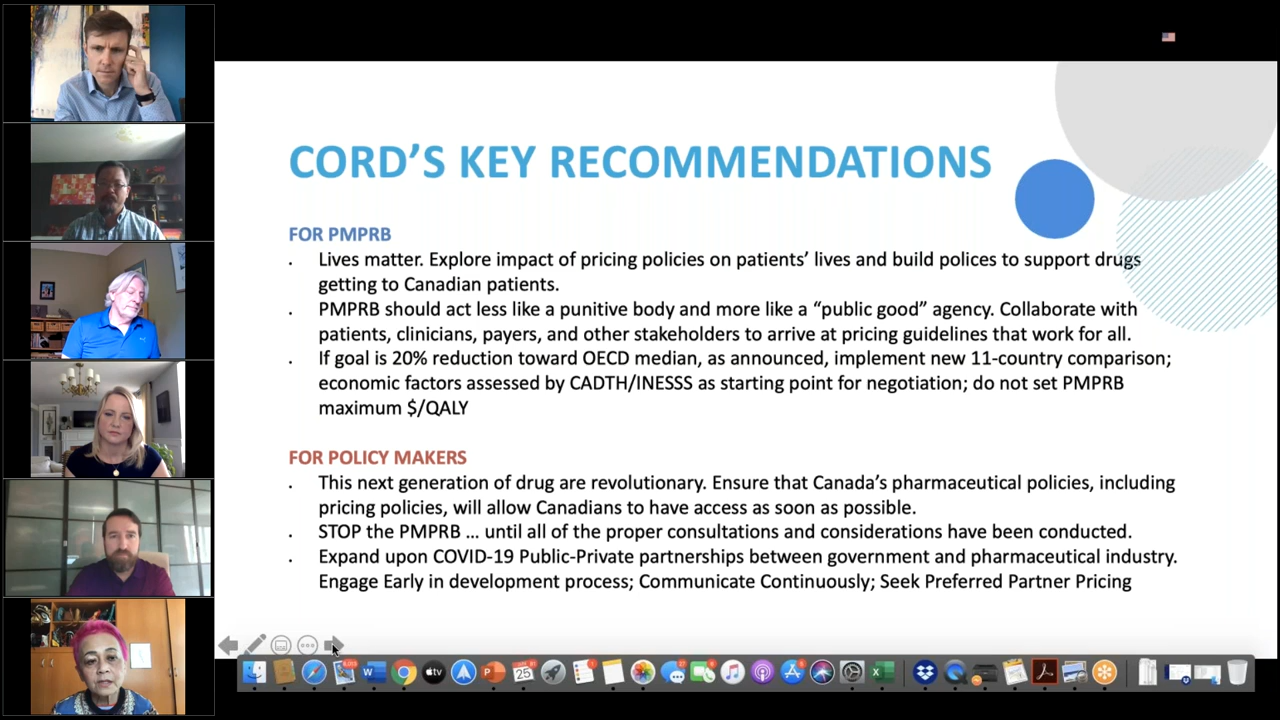 CORD'S KEY RECOMMENDATIONS
FOR PMPRB
. Lives matter. Explore impact of pricing policies on patients' lives and build polices to support drugs
getting to Canadian patients.
. PMPRB should act less like a punitive body and more like a “public good” agency. Collaborate with
patients, clinicians, payers, and other stakeholders to arrive at pricing guidelines that work for all.
. If goal is 20% reduction toward OECD median, as announced, implement new 11-country comparison;
economic factors assessed by CADTH/INESSS as starting point for negotiation; do not set PMPRB
maximum $/QALY
FOR POLICY MAKERS
. This next generation of drug are revolutionary. Ensure that Canada's pharmaceutical policies, including
pricing policies, will allow Canadians to have access as soon as possible.
. STOP the PMPRB ... until all of the proper consultations and considerations have been conducted.
. Expand upon COVID-19 Public-Private partnerships between government and pharmaceutical industry.
Engage Early in development process; Communicate Continuously; Seek Preferred Partner Pricing
tv
25